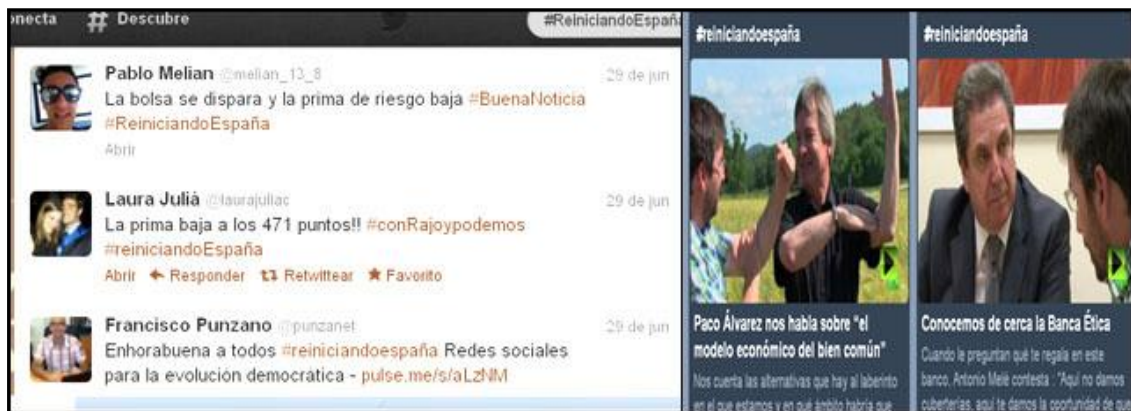 onecta # Descubre #ReiniciandoEspaña
Pablo Melian @melian_13_8 29 de jun
La bolsa se dispara y la prima de riesgo baja #BuenaNoticia
#ReiniciandoEspaña
Abrir
Laura Juliá @laurajuliac 29 de jun
La prima baja a los 471 puntos!! #conRajoypodemos
#reiniciandoEspaña
Abrir Responder Retwittear Favorito
Francisco Punzano @punzanet 29 de jun
Enhorabuena a todos #reiniciandoespaña Redes sociales
para la evolución democrática - pulse.me/s/aLzNM
#reiniciandoespaña
Paco Álvarez nos habla sobre "el
modelo económico del bien común"
Nos cuenta las alternativas que hay al laberinto
en el que estamos y en qué ámbito habría que
#reiniciandoespaña
Conocemos de cerca la Banca Ética
Cuando le preguntan qué te regala en este
banco. Antonio Melé contesta : "Aquí no damos
cuberterías, aquí te damos la oportunidad de que